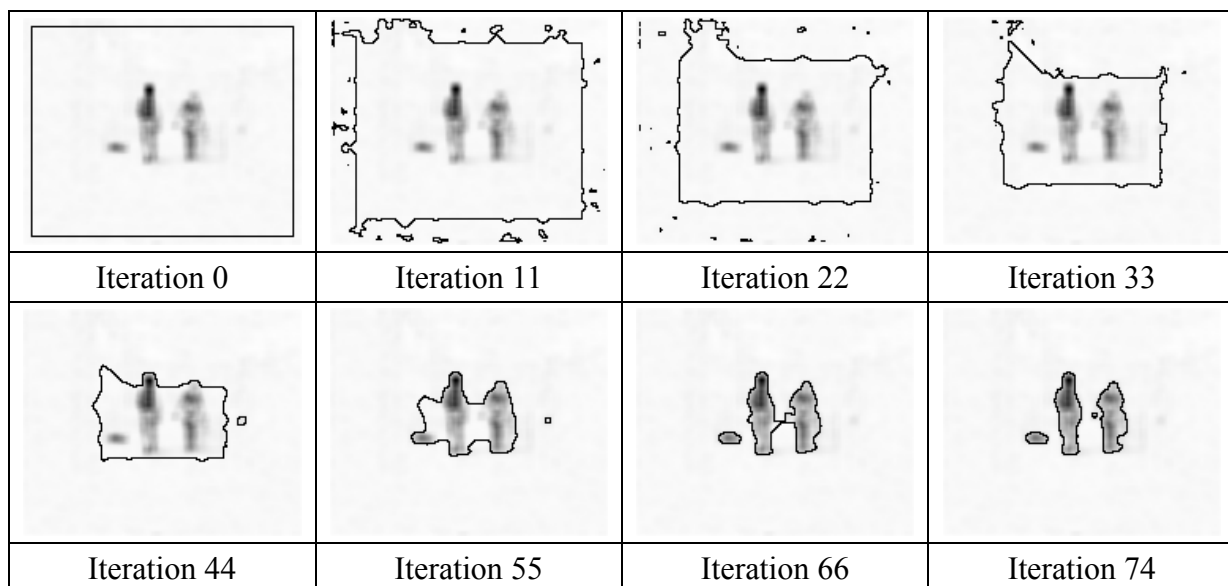 Iteration 0
Iteration 11
Iteration 22
Iteration 33
Iteration 44
Iteration 55
Iteration 66
Iteration 74